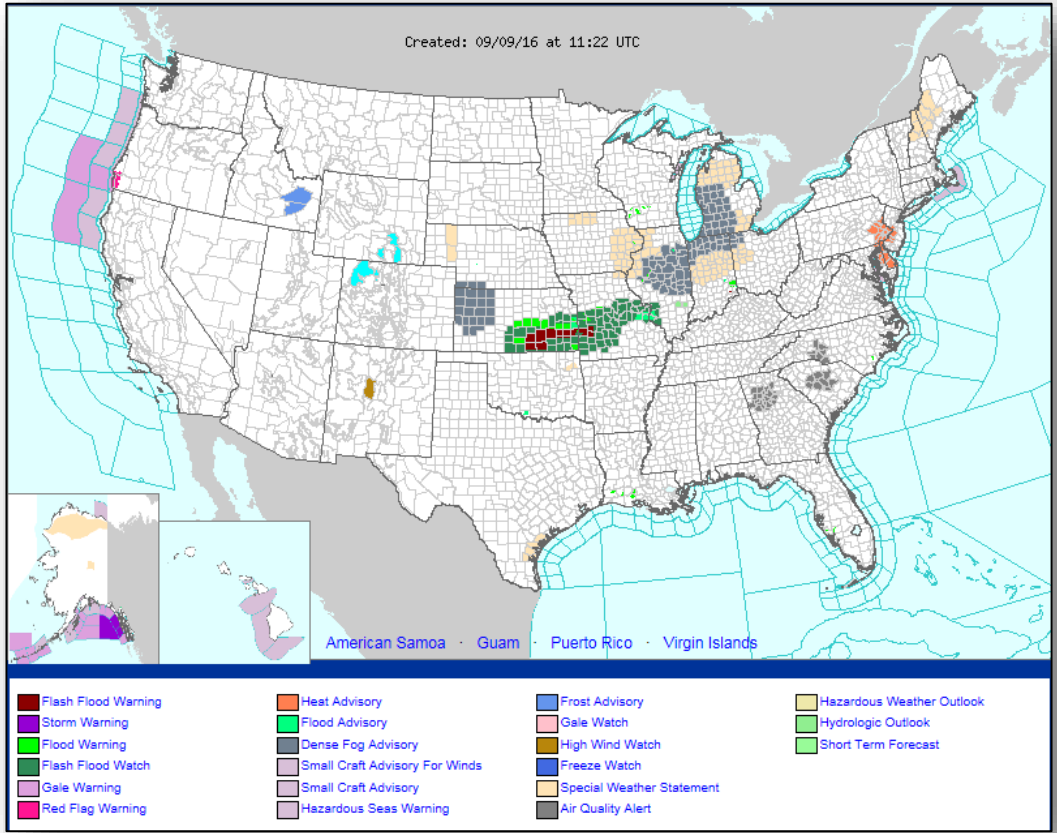 Created: 09/09/16 at 11:22 UTC
American Samoa · Guam · Puerto Rico · Virgin Islands
Flash Flood Warning
Storm Warning
Flood Warning
Flash Flood Watch
Gale Warning
Red Flag Warning
Heat Advisory
Flood Advisory
Dense Fog Advisory
Small Craft Advisory For Winds
Small Craft Advisory
Hazardous Seas Warning
Frost Advisory
Gale Watch
High Wind Watch
Freeze Watch
Special Weather Statement
Air Quality Alert
Hazardous Weather Outlook
Hydrologic Outlook
Short Term Forecast